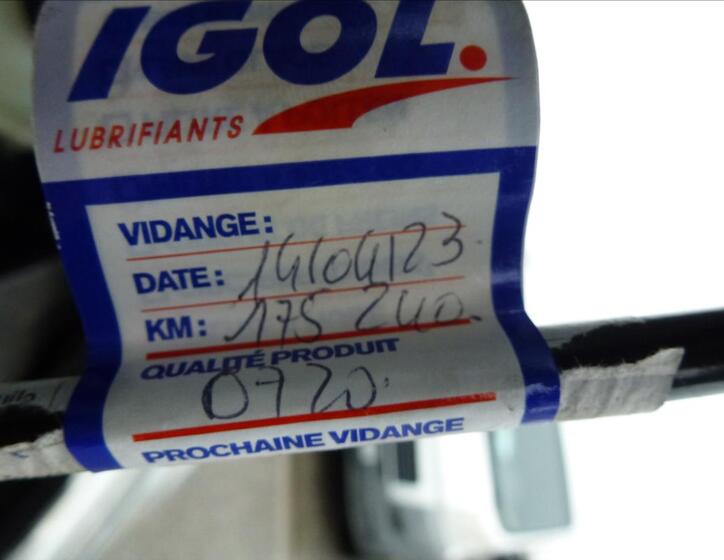 IGOL.
LUBRIFIANTS
VIDANGE:
DATE: 14/04/23.
KM: 175 240.
QUALITÉ PRODUIT
0720
PROCHAINE VIDANGE